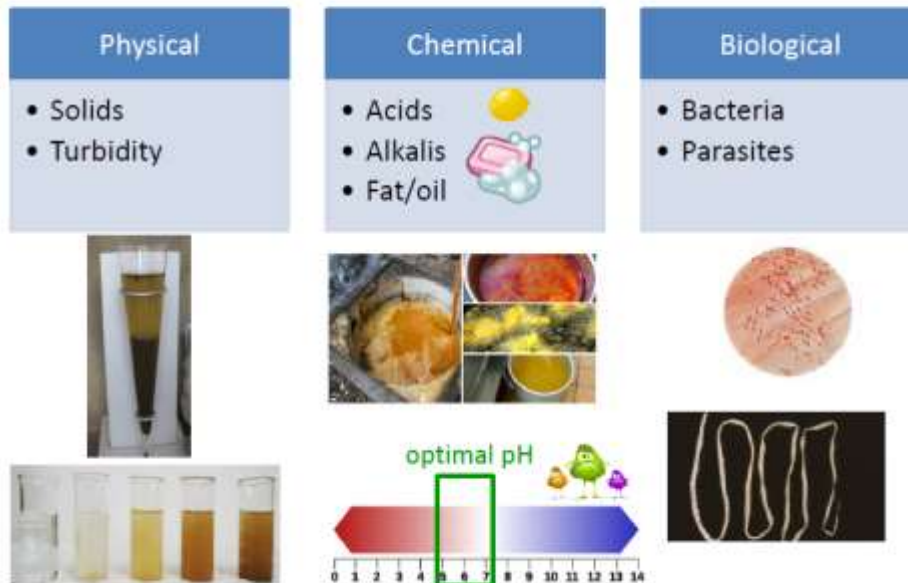 Physical
• Solids
• Turbidity
Chemical
• Acids
• Alkalis
• Fat/oil
Biological
• Bacteria
• Parasites
optimal pH
0 1 2 3 4 5 6 7 8 9 10 11 12 13 14